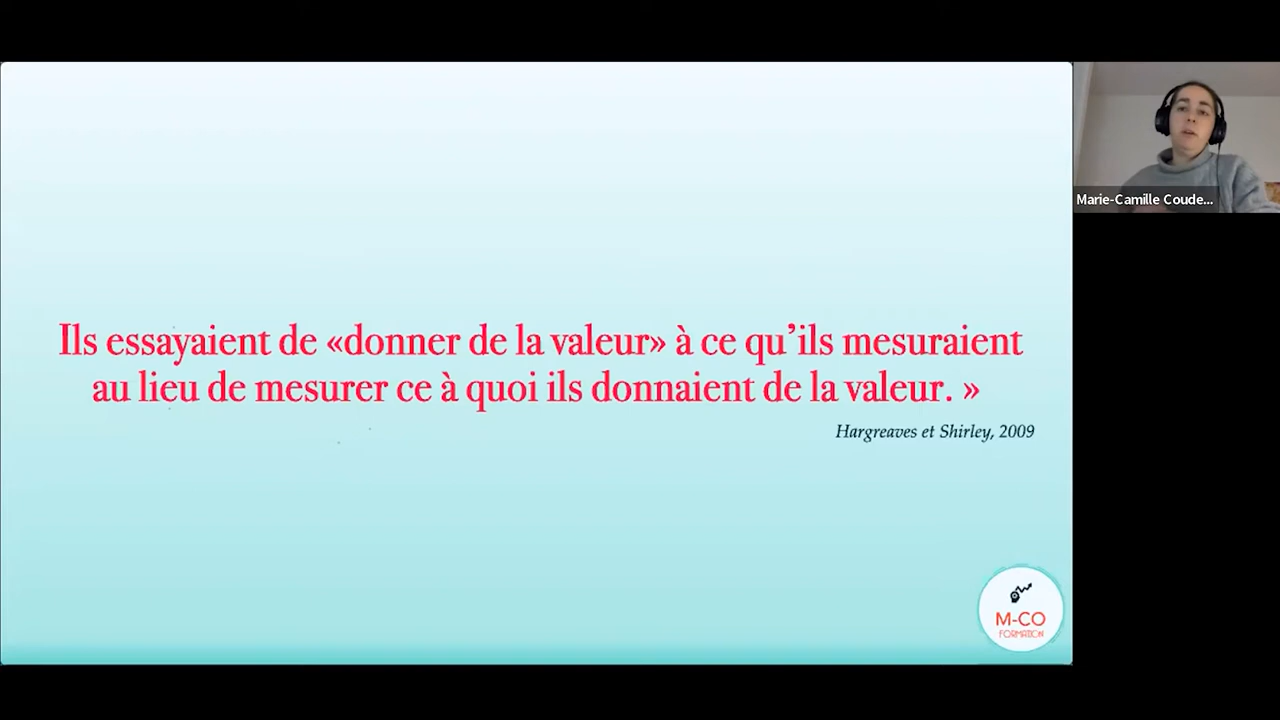 Ils essayaient de «donner de la valeur» à ce qu’ils mesuraient
au lieu de mesurer ce à quoi ils donnaient de la valeur. »
Hargreaves et Shirley, 2009
M-CO
FORMATION
Marie-Camille Coude...